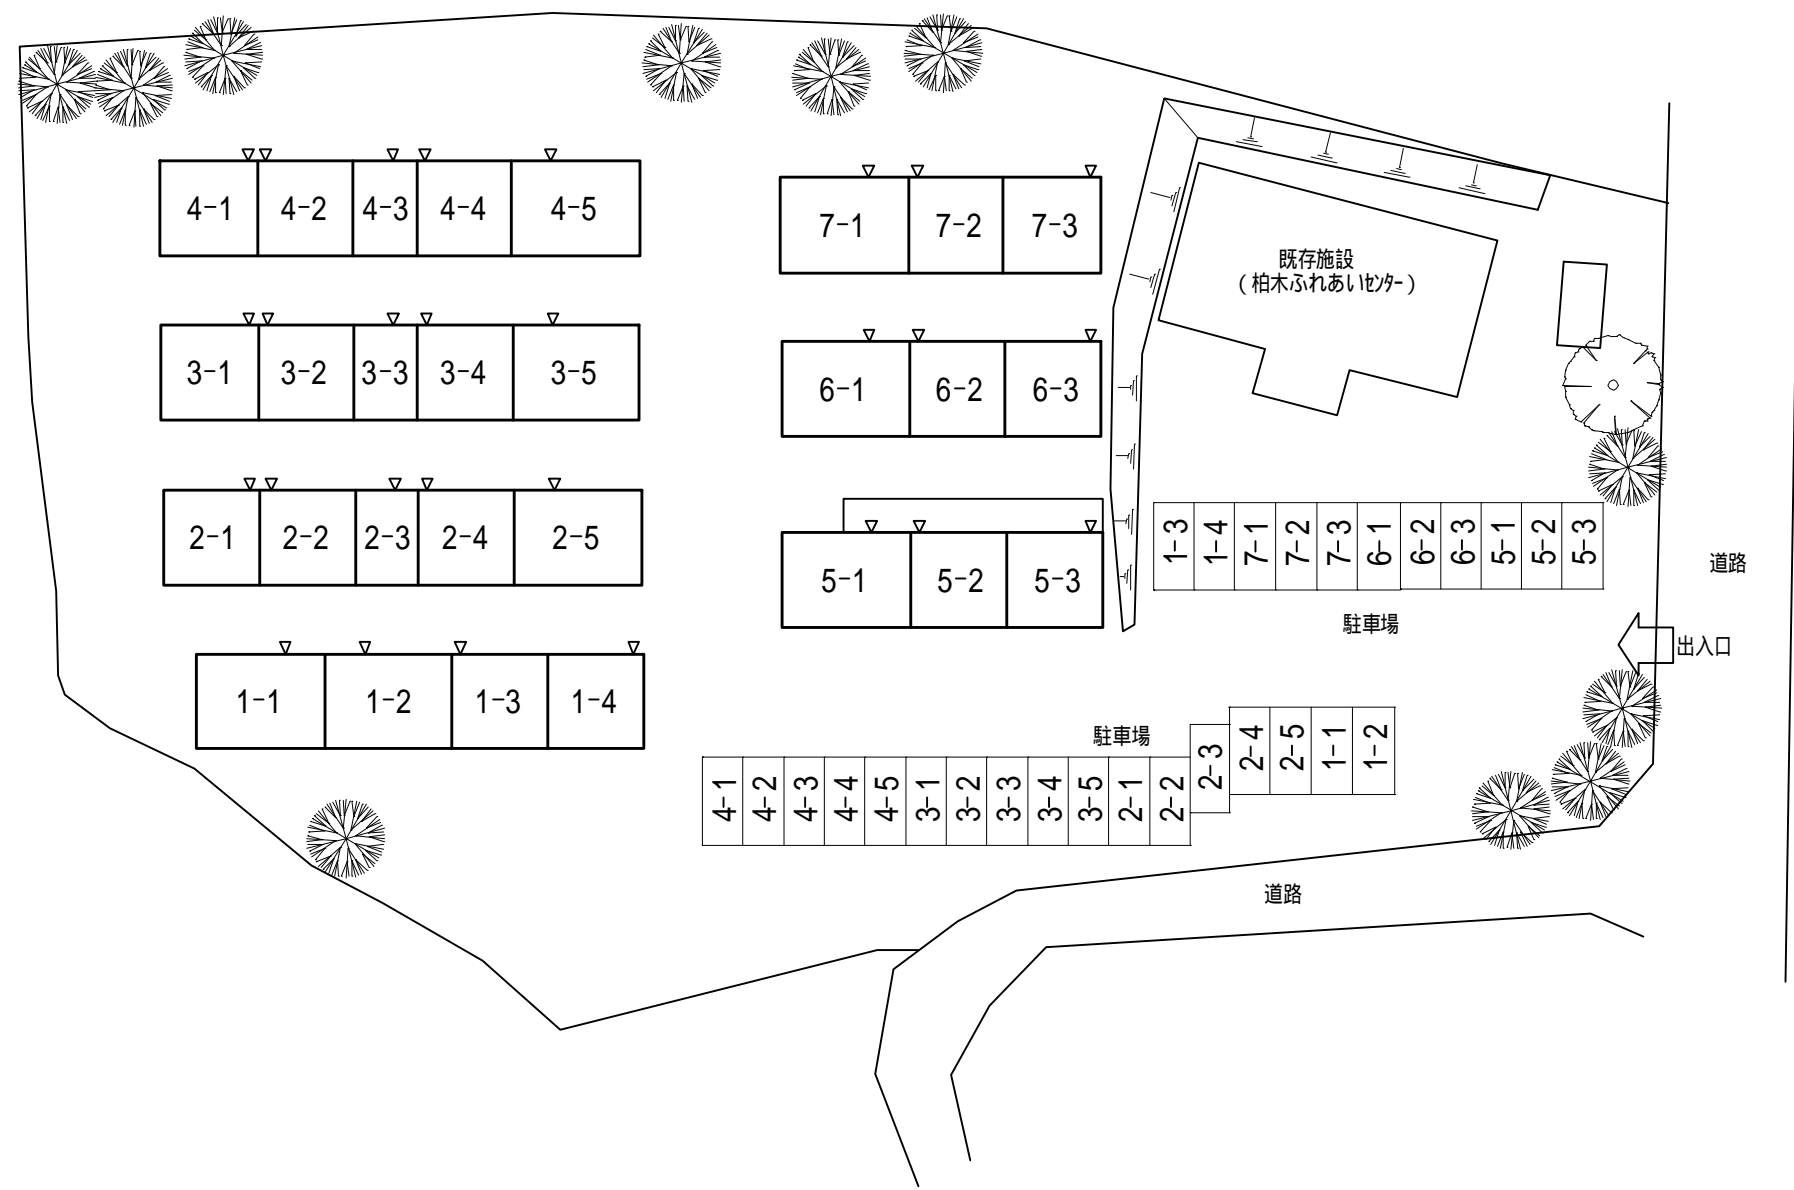 4-1 4-2 4-3 4-4 4-5
7-1 7-2 7-3
既存施設
(柏木ふれあいセンター)
3-1 3-2 3-3 3-4 3-5
6-1 6-2 6-3
2-1 2-2 2-3 2-4 2-5
5-1 5-2 5-3
1-3 1-4 7-1 7-2 7-3 6-1 6-2 6-3 5-1 5-2 5-3
道路
駐車場
出入口
1-1 1-2 1-3 1-4
駐車場
4-1 4-2 4-3 4-4 4-5 3-1 3-2 3-3 3-4 3-5 2-1 2-2 2-3 2-4 2-5 1-1 1-2
道路